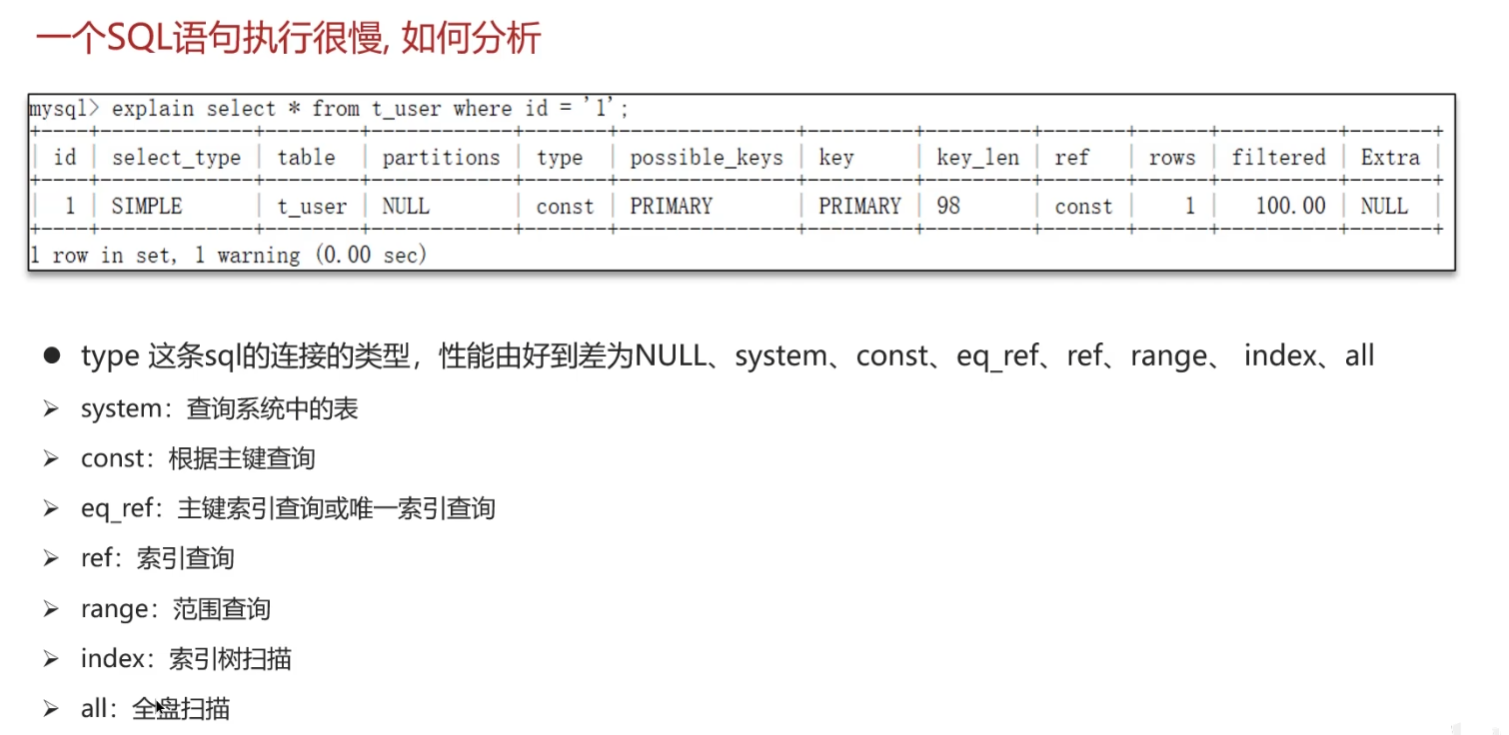 一个SQL语句执行很慢, 如何分析
mysql> explain select * from t_user where id = '1';
+----+-------------+--------+------------+-------+---------------+---------+---------+-------+------+----------+-------+
| id | select_type | table | partitions | type | possible_keys | key | key_len | ref | rows | filtered | Extra |
+----+-------------+--------+------------+-------+---------------+---------+---------+-------+------+----------+-------+
| 1 | SIMPLE | t_user | NULL | const | PRIMARY | PRIMARY | 98 | const | 1 | 100.00 | NULL |
+----+-------------+--------+------------+-------+---------------+---------+---------+-------+------+----------+-------+
1 row in set, 1 warning (0.00 sec)
● type 这条sql的连接的类型，性能由好到差为NULL、system、const、eq_ref、ref、range、 index、all
➢ system：查询系统中的表
➢ const：根据主键查询
➢ eq_ref：主键索引查询或唯一索引查询
➢ ref：索引查询
➢ range：范围查询
➢ index：索引树扫描
➢ all：全盘扫描